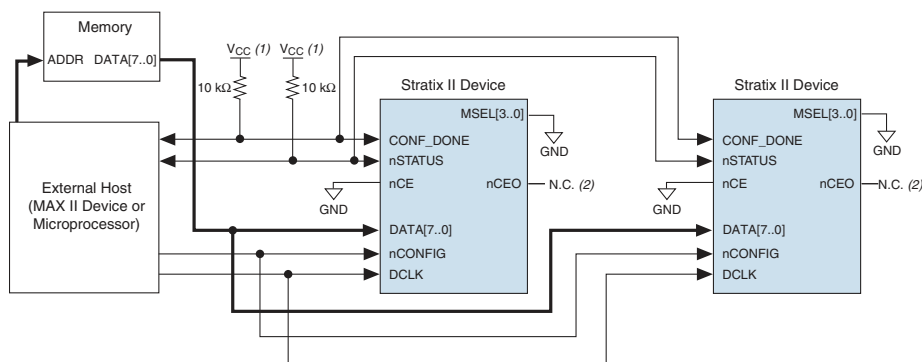 Memory
ADDR DATA[7..0]
VCC (1)
VCC (1)
10 kΩ
10 kΩ
External Host
(MAX II Device or
Microprocessor)
Stratix II Device
MSEL[3..0]
CONF_DONE
nSTATUS
nCE
nCEO
DATA[7..0]
nCONFIG
DCLK
GND
GND
N.C. (2)
Stratix II Device
MSEL[3..0]
CONF_DONE
nSTATUS
nCE
nCEO
DATA[7..0]
nCONFIG
DCLK
GND
GND
N.C. (2)